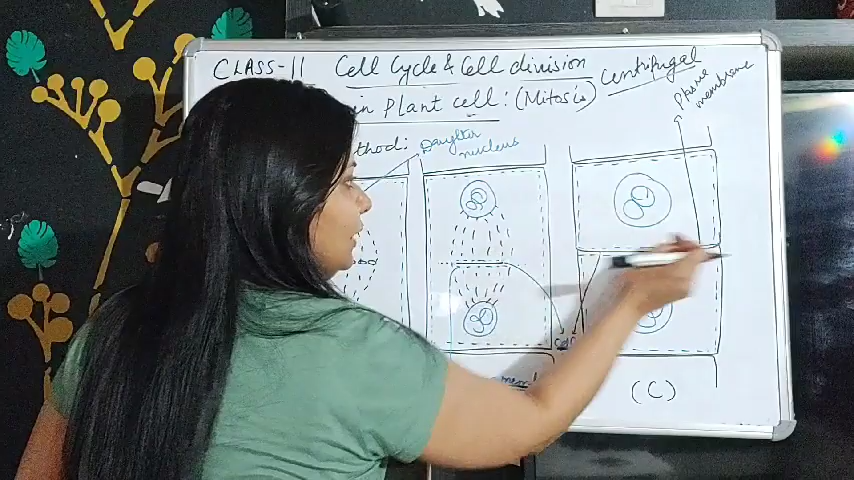 CLASS-11 Cell Cycle & Cell division
in Plant cell: (Mitosis) Centrifugal
thod:
Daughter
nucleus
Plasma
membrane
(C)